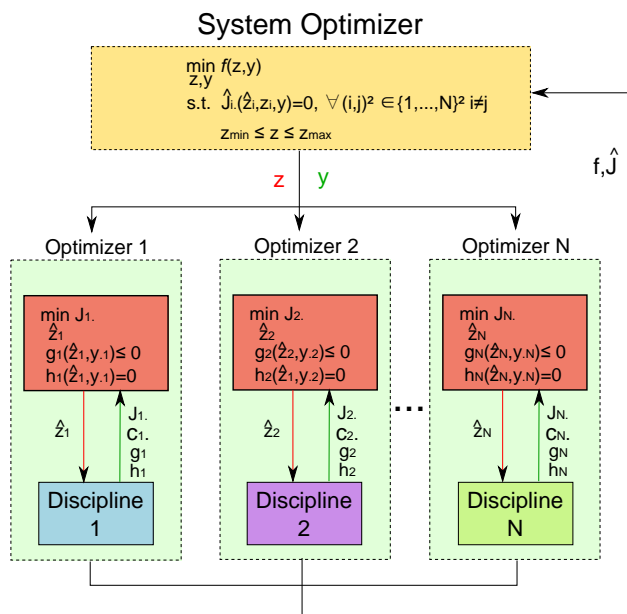 System Optimizer
min f(z,y)
z,y
s.t. Ĵi.(ẑi,zi,y)=0, ∀(i,j)² ∈{1,...,N}² i≠j
zmin ≤ z ≤ zmax
f,Ĵ
z y
Optimizer 1
min J1.
ẑ1
g1(ẑ1,y.1)≤ 0
h1(ẑ1,y.1)=0
ẑ1
J1.
c1.
g1
h1
Discipline
1
Optimizer 2
min J2.
ẑ2
g2(ẑ2,y.2)≤ 0
h2(ẑ1,y.2)=0
ẑ2
J2.
c2.
g2
h2
Discipline
2
...
Optimizer N
min JN.
ẑN
gN(ẑN,y.N)≤ 0
hN(ẑN,y.N)=0
ẑN
JN.
cN.
gN
hN
Discipline
N